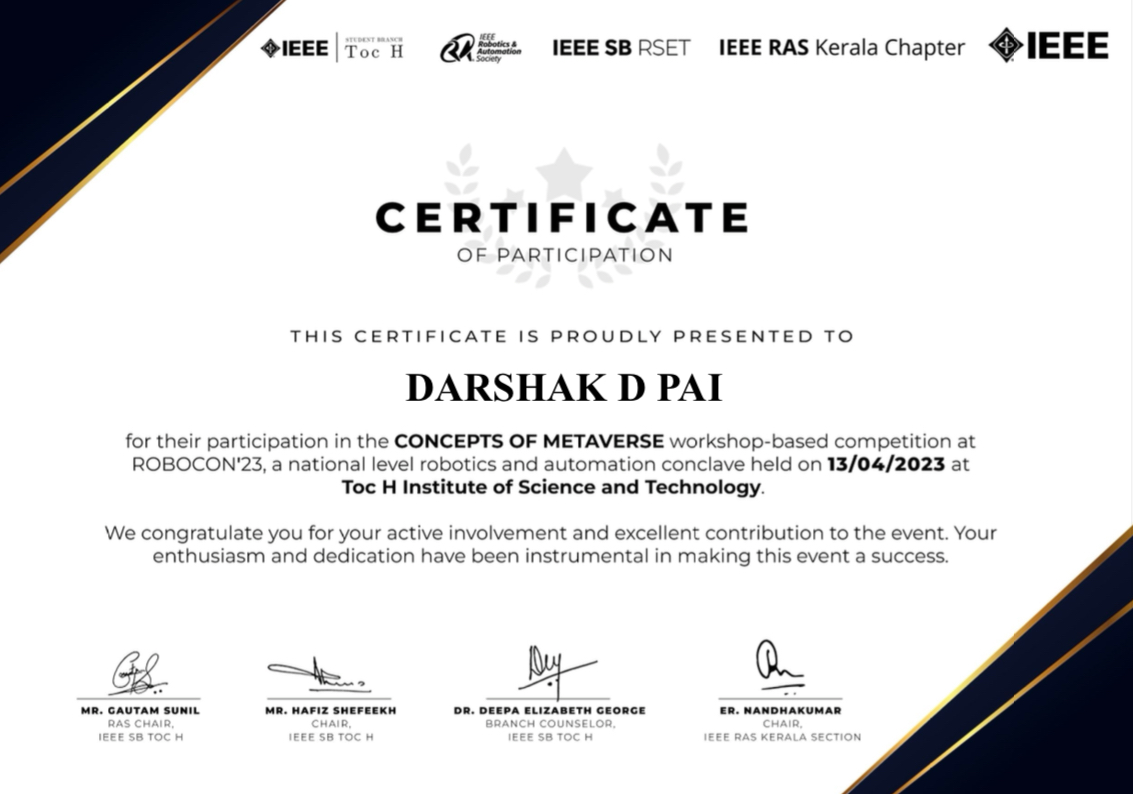 IEEE STUDENT BRANCH Toc H IEEE Robotics & Automation Society IEEE SB RSET IEEE RAS Kerala Chapter IEEE
CERTIFICATE
OF PARTICIPATION
THIS CERTIFICATE IS PROUDLY PRESENTED TO
DARSHAK D PAI
for their participation in the CONCEPTS OF METAVERSE workshop-based competition at
ROBOCON'23, a national level robotics and automation conclave held on 13/04/2023 at
Toc H Institute of Science and Technology.
We congratulate you for your active involvement and excellent contribution to the event. Your
enthusiasm and dedication have been instrumental in making this event a success.
MR. GAUTAM SUNIL
RAS CHAIR,
IEEE SB TOC H
MR. HAFIZ SHEFEEKH
CHAIR,
IEEE SB TOC H
DR. DEEPA ELIZABETH GEORGE
BRANCH COUNSELOR,
IEEE SB TOC H
ER. NANDHAKUMAR
CHAIR,
IEEE RAS KERALA SECTION